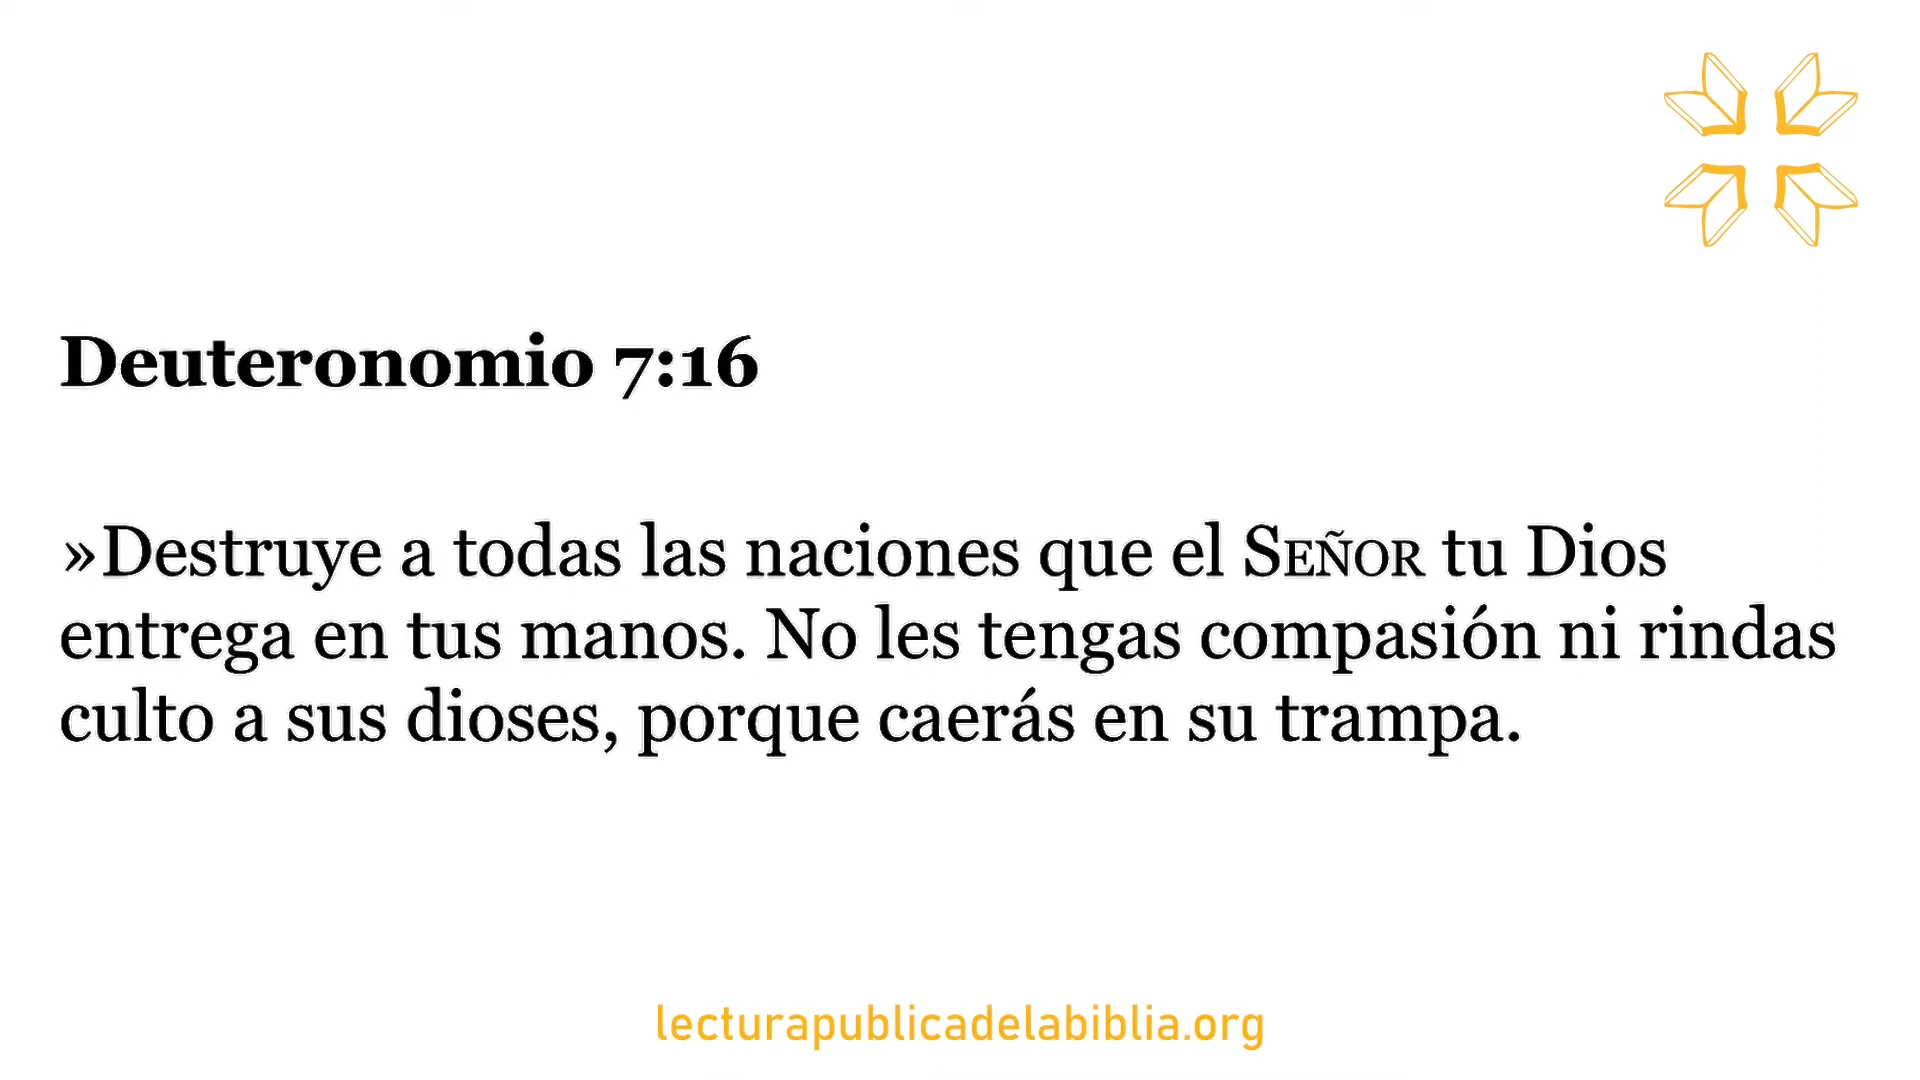 Deuteronomio 7:16
»Destruye a todas las naciones que el SEÑOR tu Dios
entrega en tus manos. No les tengas compasión ni rindas
culto a sus dioses, porque caerás en su trampa.
lecturapublicadelabiblia.org